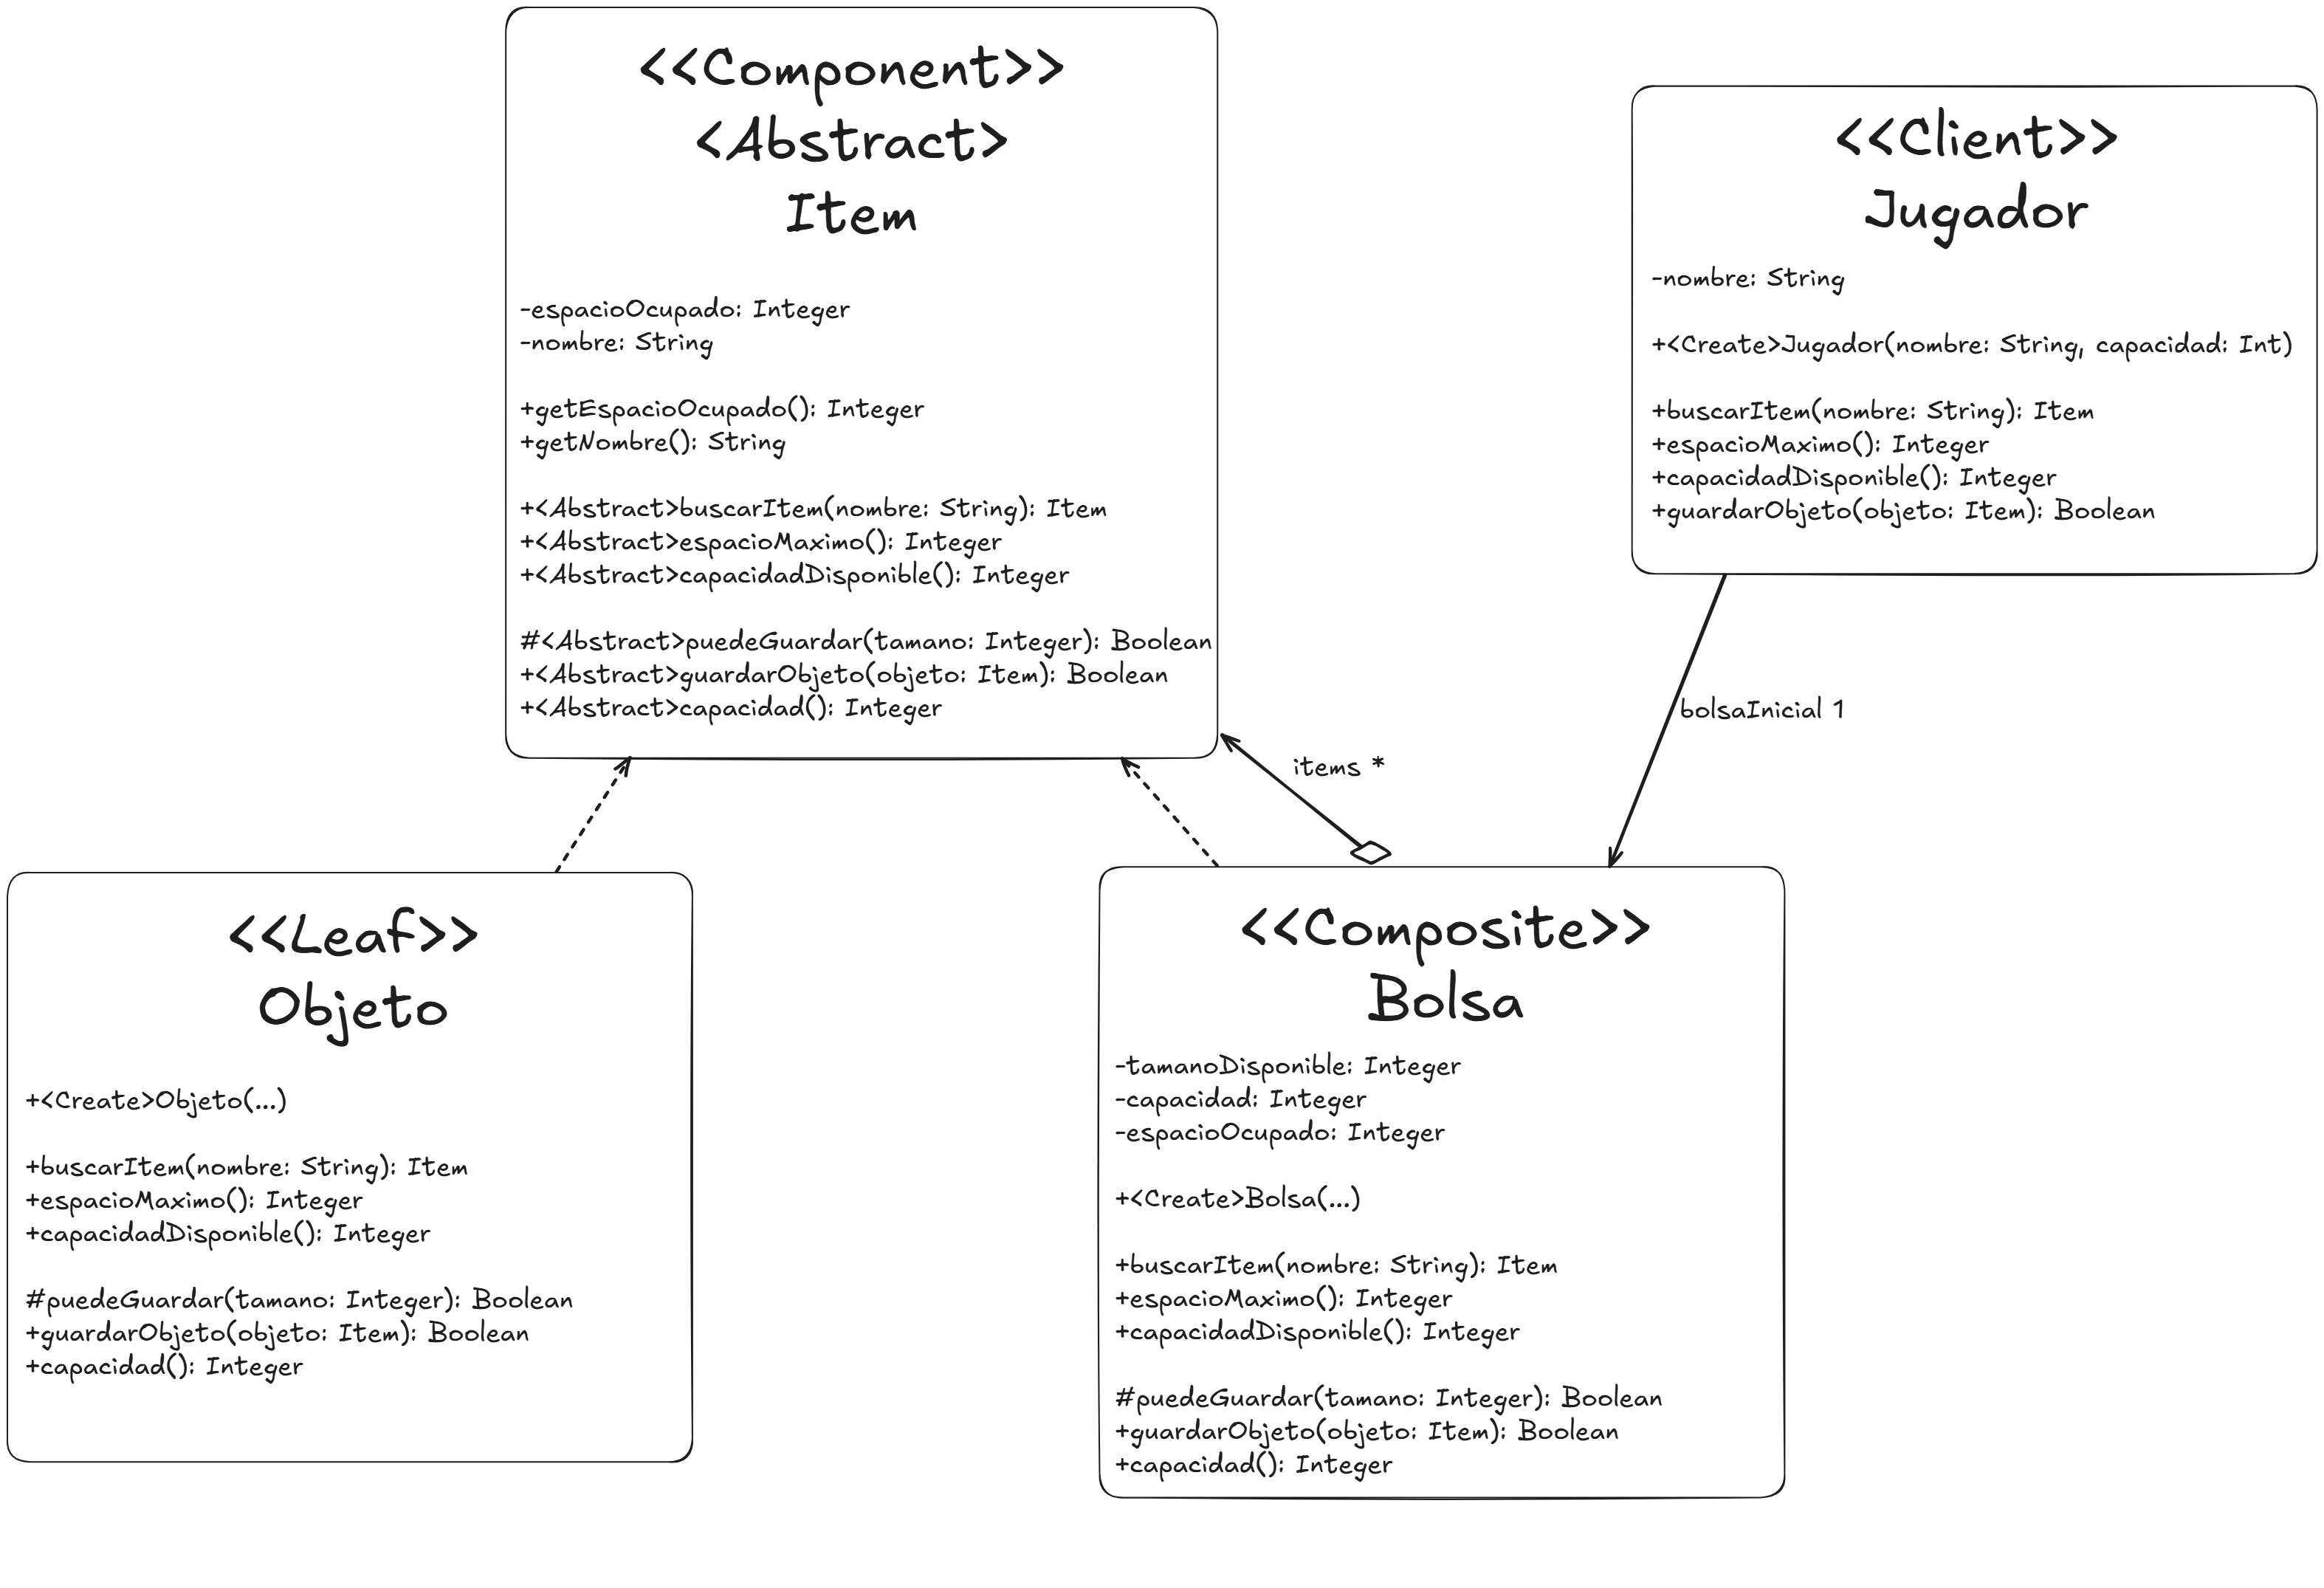 <<Component>>
<Abstract>
Item
-espacioOcupado: Integer
-nombre: String
+getEspacioOcupado(): Integer
+getNombre(): String
+<Abstract>buscarItem(nombre: String): Item
+<Abstract>espacioMaximo(): Integer
+<Abstract>capacidadDisponible(): Integer
#<Abstract>puedeGuardar(tamano: Integer): Boolean
+<Abstract>guardarObjeto(objeto: Item): Boolean
+<Abstract>capacidad(): Integer
<<Client>>
Jugador
-nombre: String
+<Create>Jugador(nombre: String, capacidad: Int)
+buscarItem(nombre: String): Item
+espacioMaximo(): Integer
+capacidadDisponible(): Integer
+guardarObjeto(objeto: Item): Boolean
bolsaInicial 1
items *
<<Leaf>>
Objeto
+<Create>Objeto(...)
+buscarItem(nombre: String): Item
+espacioMaximo(): Integer
+capacidadDisponible(): Integer
#puedeGuardar(tamano: Integer): Boolean
+guardarObjeto(objeto: Item): Boolean
+capacidad(): Integer
<<Composite>>
Bolsa
-tamanoDisponible: Integer
-capacidad: Integer
-espacioOcupado: Integer
+<Create>Bolsa(...)
+buscarItem(nombre: String): Item
+espacioMaximo(): Integer
+capacidadDisponible(): Integer
#puedeGuardar(tamano: Integer): Boolean
+guardarObjeto(objeto: Item): Boolean
+capacidad(): Integer